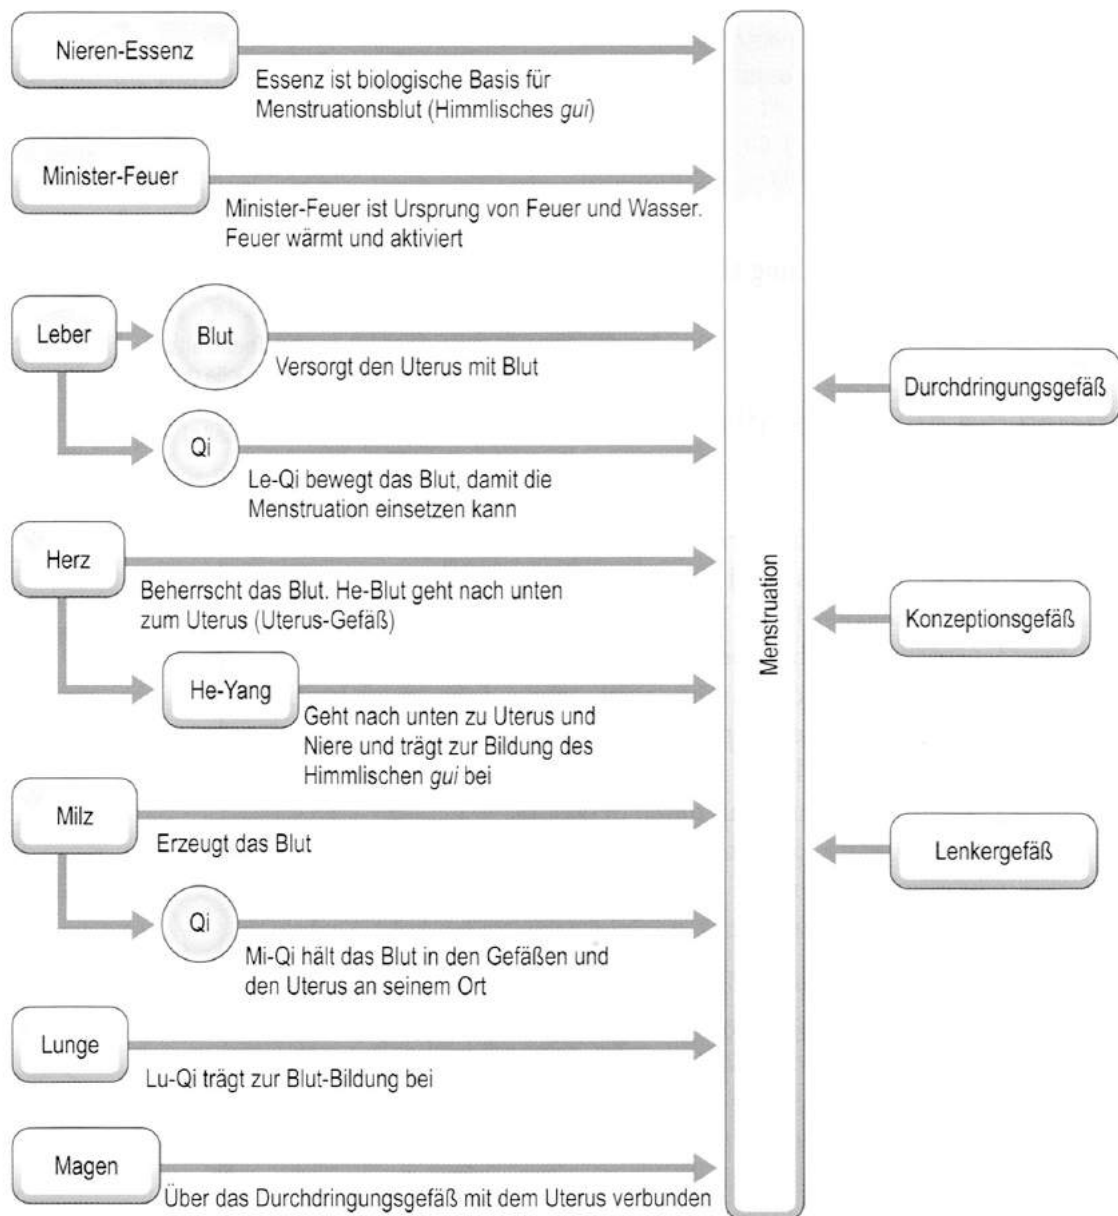 Nieren-Essenz
Essenz ist biologische Basis für
Menstruationsblut (Himmlisches gui)
Minister-Feuer
Minister-Feuer ist Ursprung von Feuer und Wasser.
Feuer wärmt und aktiviert
Leber
Blut
Versorgt den Uterus mit Blut
Qi
Le-Qi bewegt das Blut, damit die
Menstruation einsetzen kann
Herz
Beherrscht das Blut. He-Blut geht nach unten
zum Uterus (Uterus-Gefäß)
He-Yang
Geht nach unten zu Uterus und
Niere und trägt zur Bildung des
Himmlischen gui bei
Milz
Erzeugt das Blut
Qi
Mi-Qi hält das Blut in den Gefäßen und
den Uterus an seinem Ort
Lunge
Lu-Qi trägt zur Blut-Bildung bei
Magen
Über das Durchdringungsgefäß mit dem Uterus verbunden
Menstruation
Durchdringungsgefäß
Konzeptionsgefäß
Lenkergefäß